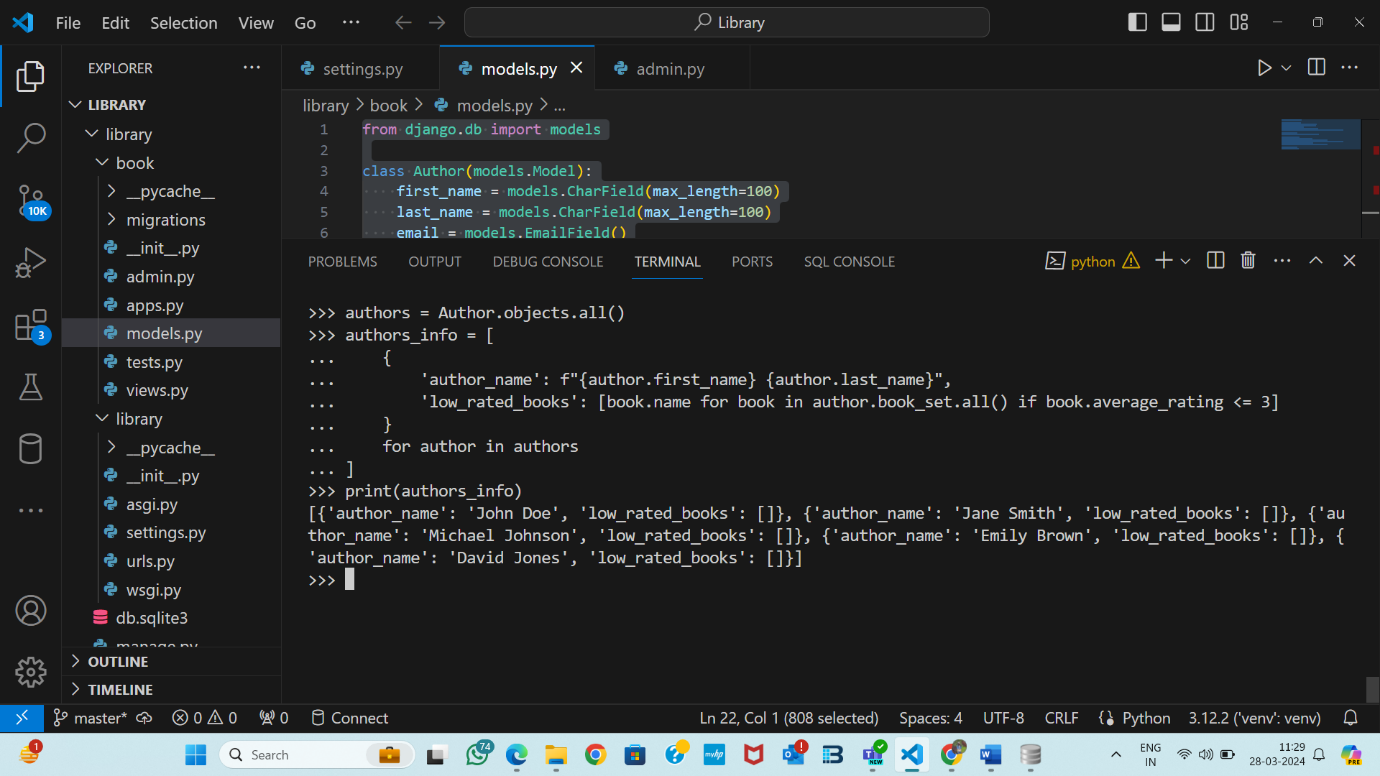 File Edit Selection View Go ··· Library
EXPLORER ···
LIBRARY
library
book
__pycache__
migrations
__init__.py
admin.py
apps.py
models.py
tests.py
views.py
library
__pycache__
__init__.py
asgi.py
settings.py
urls.py
wsgi.py
db.sqlite3
manage.py
OUTLINE
TIMELINE
10K
3
settings.py models.py admin.py
library > book > models.py > ...
1 from django.db import models
2
3 class Author(models.Model):
4 ····first_name = models.CharField(max_length=100)
5 ····last_name = models.CharField(max_length=100)
6 ····email = models.EmailField()
PROBLEMS OUTPUT DEBUG CONSOLE TERMINAL PORTS SQL CONSOLE python
>>> authors = Author.objects.all()
>>> authors_info = [
...     {
...         'author_name': f"{author.first_name} {author.last_name}",
...         'low_rated_books': [book.name for book in author.book_set.all() if book.average_rating <= 3]
...     }
...     for author in authors
... ]
>>> print(authors_info)
[{'author_name': 'John Doe', 'low_rated_books': []}, {'author_name': 'Jane Smith', 'low_rated_books': []}, {'au
thor_name': 'Michael Johnson', 'low_rated_books': []}, {'author_name': 'Emily Brown', 'low_rated_books': []}, {
'author_name': 'David Jones', 'low_rated_books': []}]
>>>
master* 0 0 0 Connect Ln 22, Col 1 (808 selected) Spaces: 4 UTF-8 CRLF Python 3.12.2 ('venv': venv)
1 Search 74 myhp NEW ENG 11:29 PRE
IN 28-03-2024